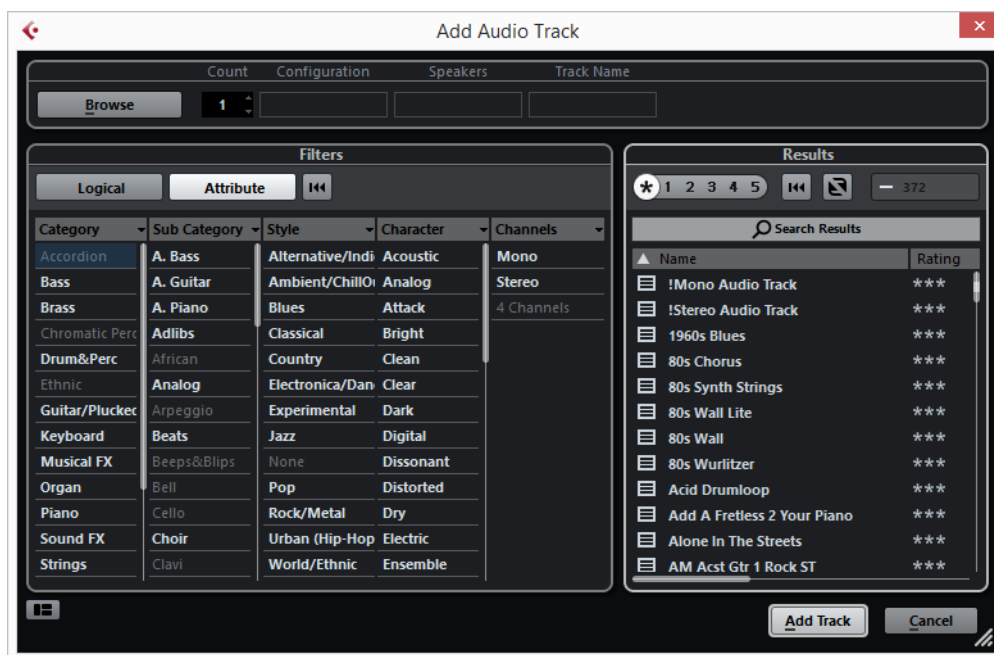 Add Audio Track
Count Configuration Speakers Track Name
Browse 1
Filters
Logical Attribute
Category Sub Category Style Character Channels
Accordion A. Bass Alternative/Indi Acoustic Mono
Bass A. Guitar Ambient/ChillOu Analog Stereo
Brass A. Piano Blues Attack 4 Channels
Chromatic Perc Adlibs Classical Bright
Drum&Perc African Country Clean
Ethnic Analog Electronica/Dan Clear
Guitar/Plucked Arpeggio Experimental Dark
Keyboard Beats Jazz Digital
Musical FX Beeps&Blips None Dissonant
Organ Bell Pop Distorted
Piano Cello Rock/Metal Dry
Sound FX Choir Urban (Hip-Hop Electric
Strings Clavi World/Ethnic Ensemble
Results
* 1 2 3 4 5 372
Search Results
Name Rating
!Mono Audio Track ***
!Stereo Audio Track ***
1960s Blues ***
80s Chorus ***
80s Synth Strings ***
80s Wall Lite ***
80s Wall ***
80s Wurlitzer ***
Acid Drumloop ***
Add A Fretless 2 Your Piano ***
Alone In The Streets ***
AM Acst Gtr 1 Rock ST ***
Add Track Cancel